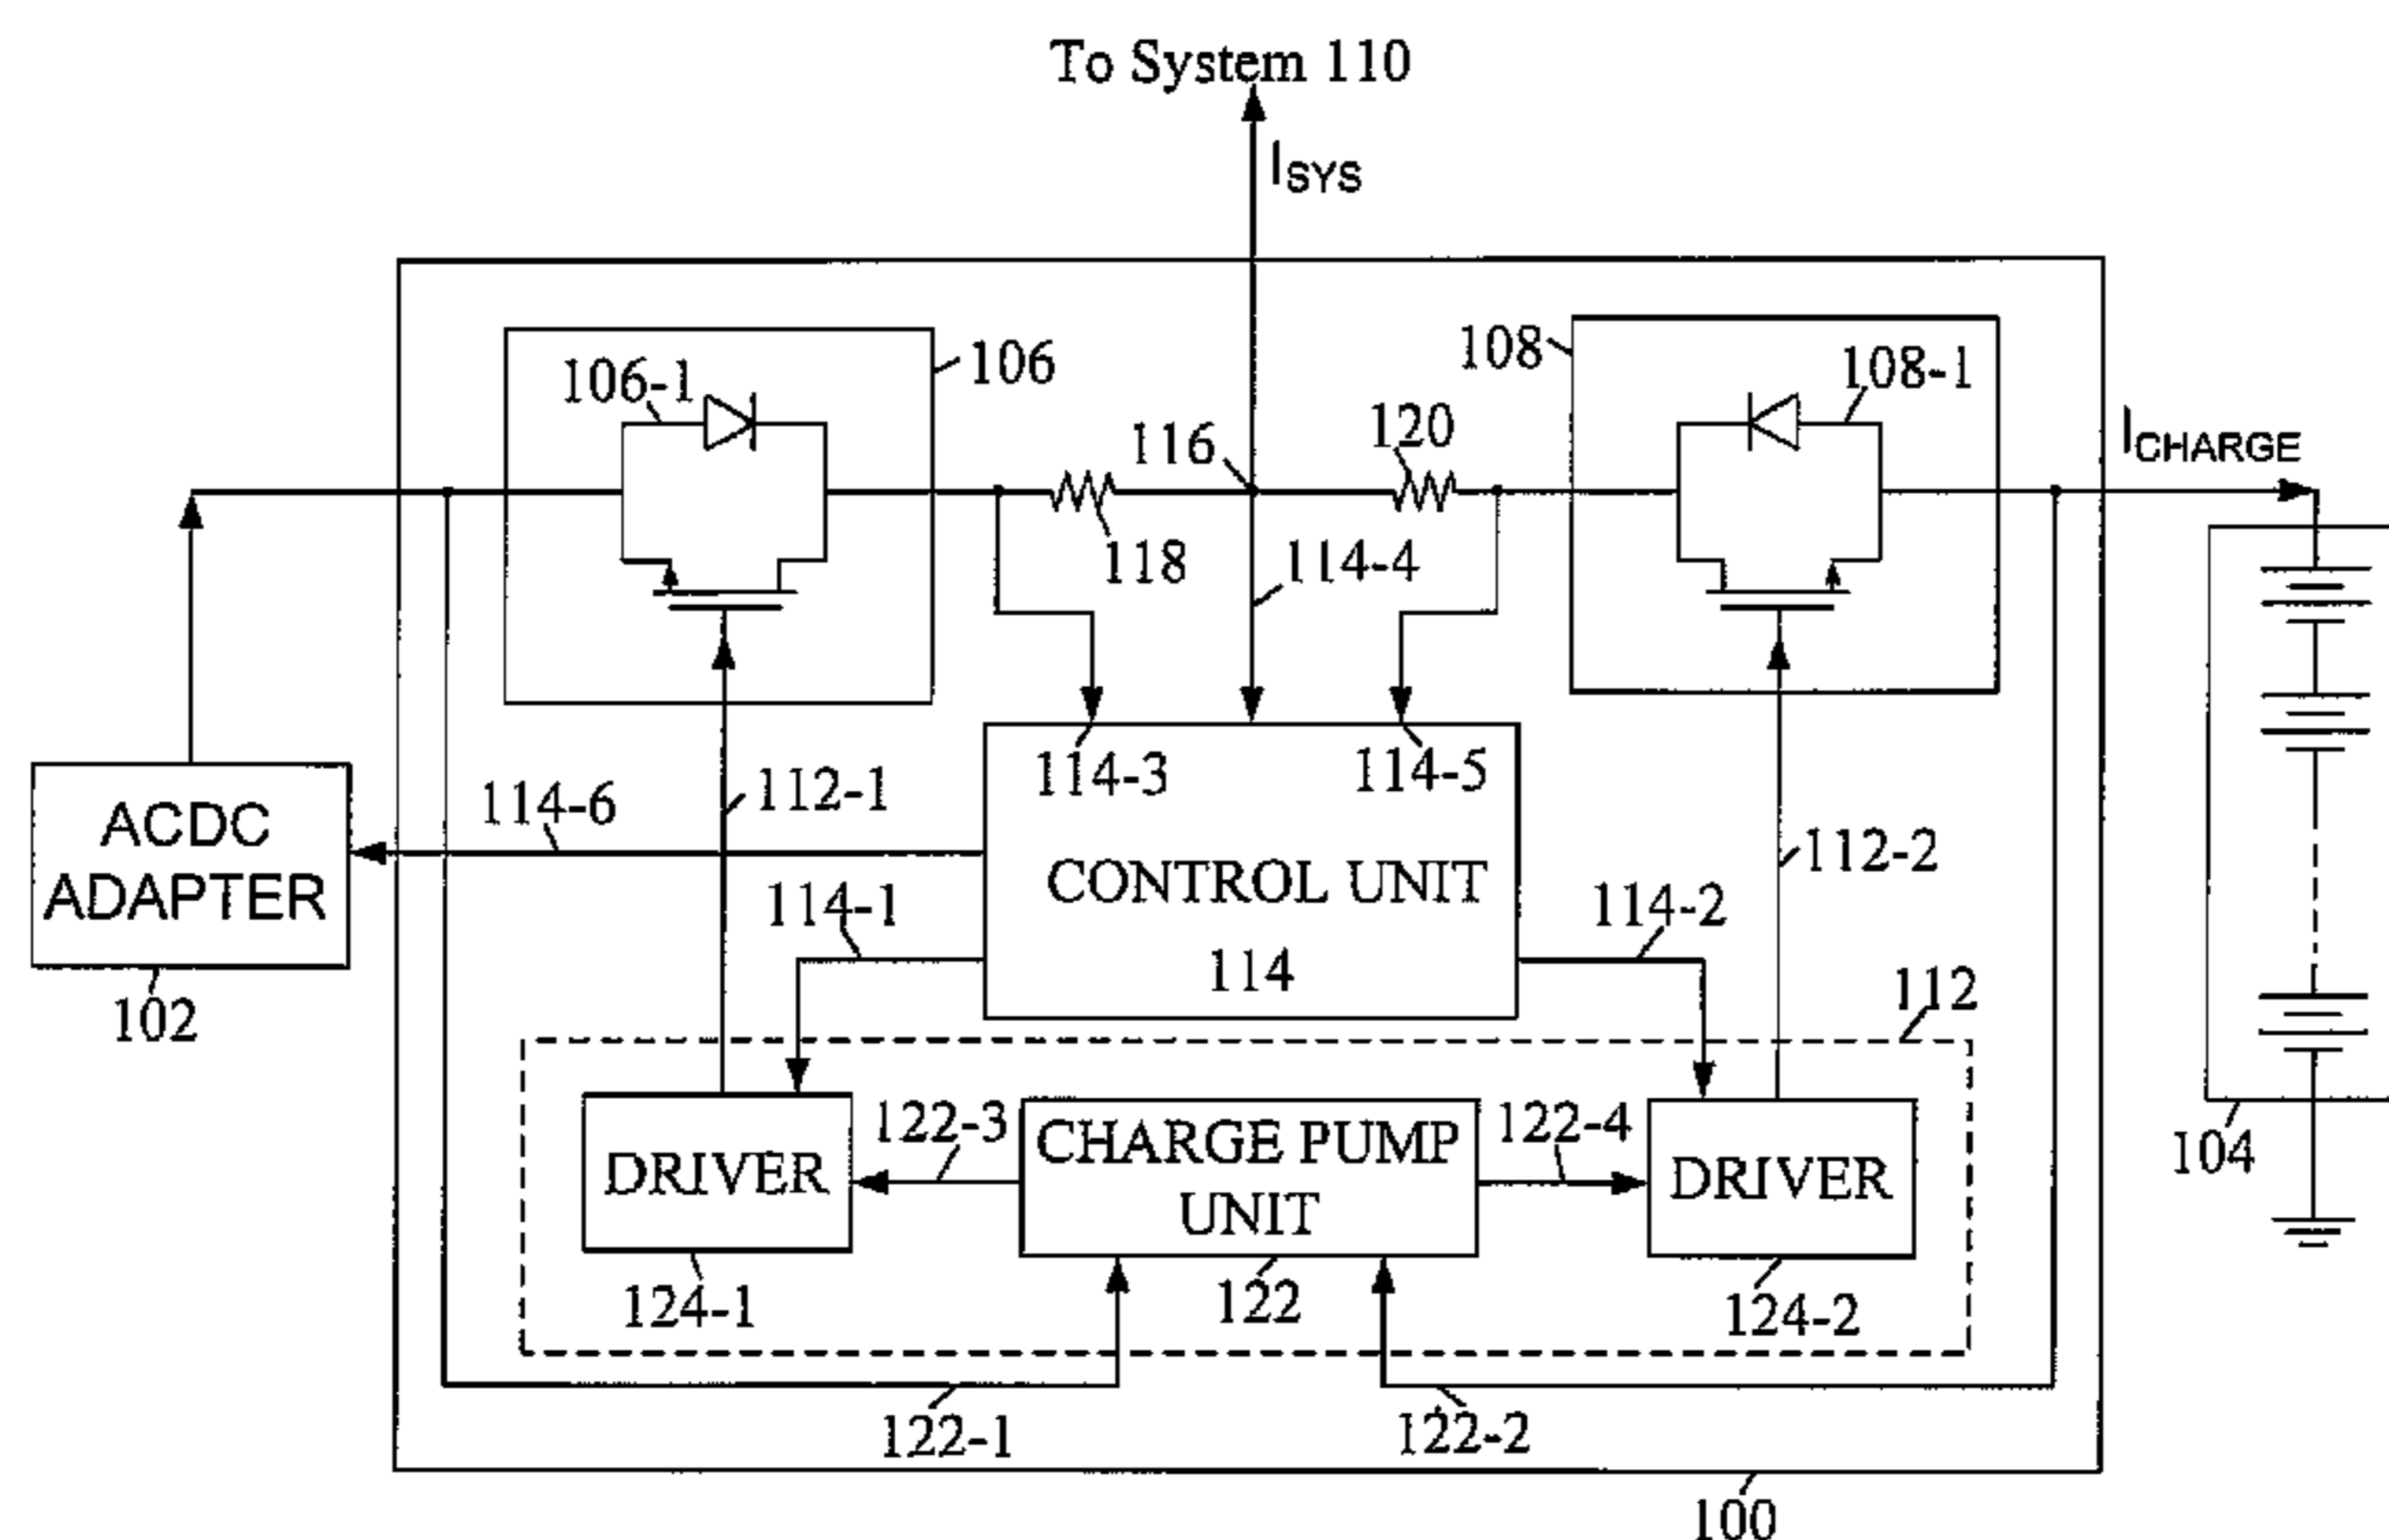 To System 110
ISYS
106-1
106
108
108-1
116
120
ICHARGE
118
114-4
114-3
114-5
112-1
114-6
ACDC
ADAPTER
102
CONTROL UNIT
114
112-2
114-1
114-2
112
DRIVER
124-1
122-3
CHARGE PUMP
UNIT
122
122-4
DRIVER
124-2
104
122-1
122-2
100